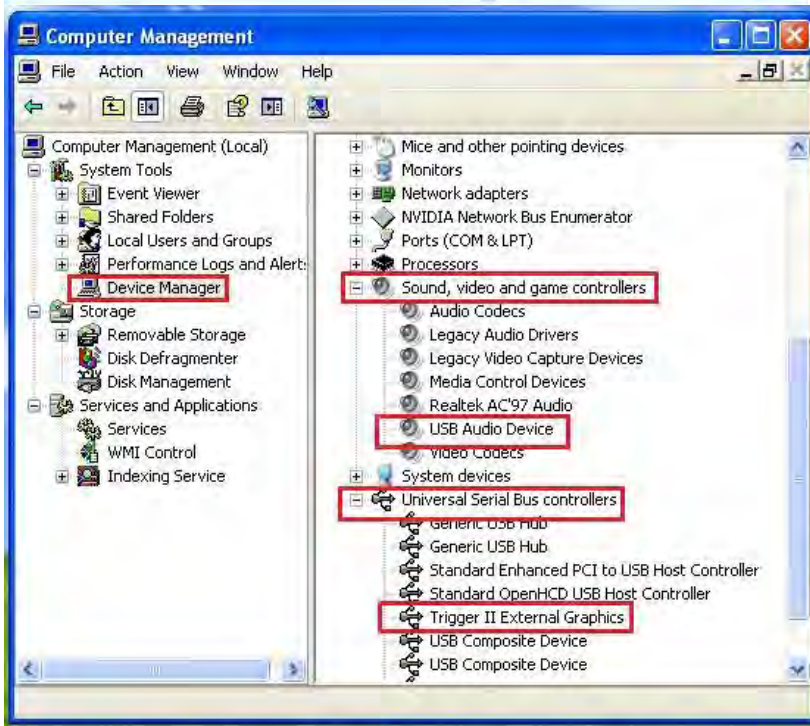 Computer Management
File Action View Window Help
Computer Management (Local)
System Tools
Event Viewer
Shared Folders
Local Users and Groups
Performance Logs and Alert
Device Manager
Storage
Removable Storage
Disk Defragmenter
Disk Management
Services and Applications
Services
WMI Control
Indexing Service
Mice and other pointing devices
Monitors
Network adapters
NVIDIA Network Bus Enumerator
Ports (COM & LPT)
Processors
Sound, video and game controllers
Audio Codecs
Legacy Audio Drivers
Legacy Video Capture Devices
Media Control Devices
Realtek AC'97 Audio
USB Audio Device
Video Codecs
System devices
Universal Serial Bus controllers
Generic USB Hub
Generic USB Hub
Standard Enhanced PCI to USB Host Controller
Standard OpenHCD USB Host Controller
Trigger II External Graphics
USB Composite Device
USB Composite Device